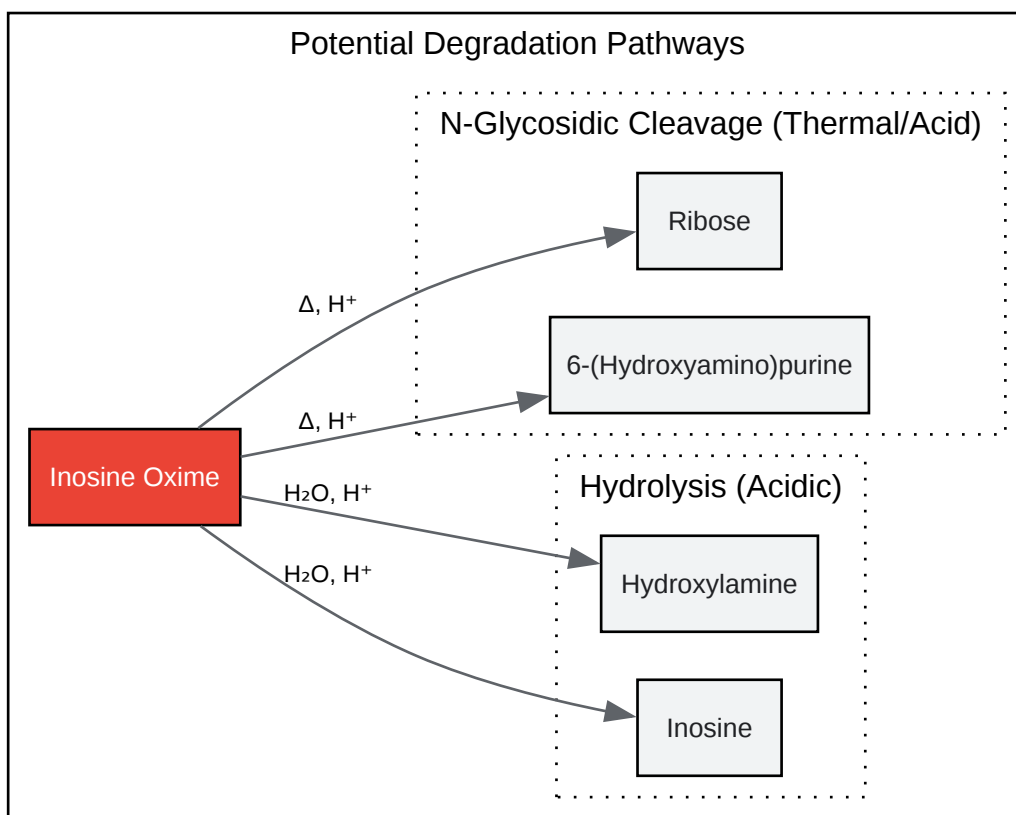 Potential Degradation Pathways
N-Glycosidic Cleavage (Thermal/Acid)
Ribose
Δ, H⁺
6-(Hydroxyamino)purine
Δ, H⁺
Inosine Oxime
Hydrolysis (Acidic)
H₂O, H⁺
Hydroxylamine
H₂O, H⁺
Inosine